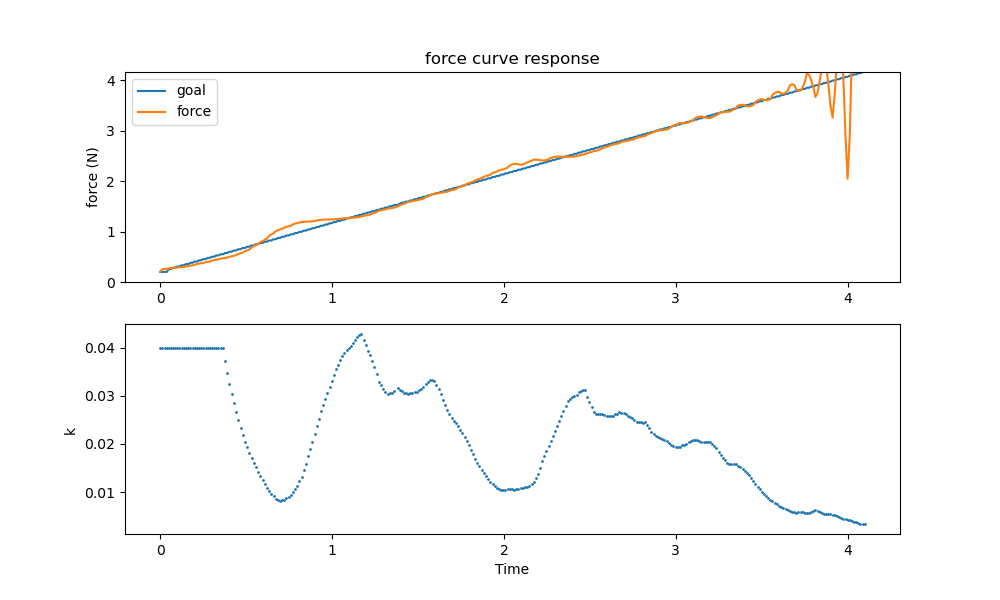 force curve response
goal
force
force (N)
4
3
2
1
0
0 1 2 3 4
k
0.04
0.03
0.02
0.01
0 1 2 3 4
Time